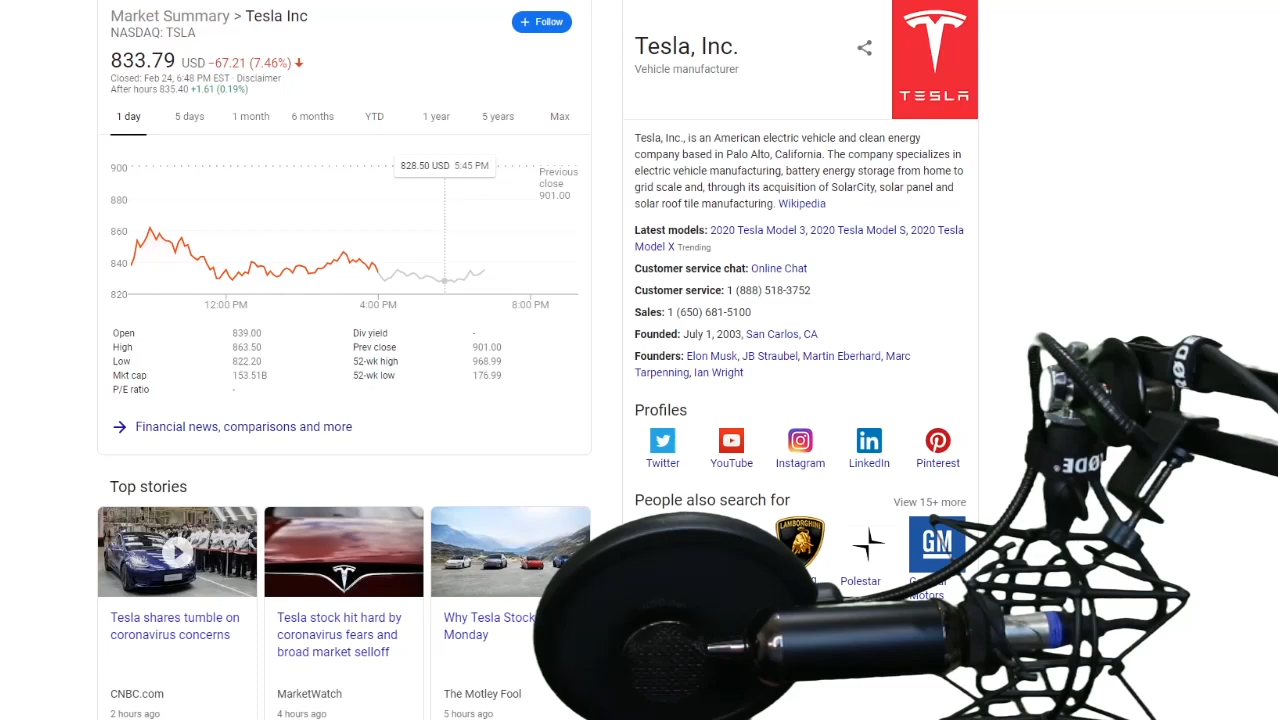 Market Summary > Tesla Inc
NASDAQ: TSLA
+ Follow
833.79 USD −67.21 (7.46%)
Closed: Feb 24, 6:48 PM EST · Disclaimer
After hours 835.40 +1.61 (0.19%)
1 day 5 days 1 month 6 months YTD 1 year 5 years Max
828.50 USD 5:45 PM
900
880
860
840
820
Previous
close
901.00
12:00 PM 4:00 PM 8:00 PM
Open 839.00 Div yield -
High 863.50 Prev close 901.00
Low 822.20 52-wk high 968.99
Mkt cap 153.51B 52-wk low 176.99
P/E ratio -
Financial news, comparisons and more
Top stories
Tesla shares tumble on
coronavirus concerns
CNBC.com
2 hours ago
Tesla stock hit hard by
coronavirus fears and
broad market selloff
MarketWatch
4 hours ago
Why Tesla Stock
Monday
The Motley Fool
5 hours ago
Tesla, Inc.
Vehicle manufacturer
TESLA
Tesla, Inc., is an American electric vehicle and clean energy
company based in Palo Alto, California. The company specializes in
electric vehicle manufacturing, battery energy storage from home to
grid scale and, through its acquisition of SolarCity, solar panel and
solar roof tile manufacturing. Wikipedia
Latest models: 2020 Tesla Model 3, 2020 Tesla Model S, 2020 Tesla
Model X Trending
Customer service chat: Online Chat
Customer service: 1 (888) 518-3752
Sales: 1 (650) 681-5100
Founded: July 1, 2003, San Carlos, CA
Founders: Elon Musk, JB Straubel, Martin Eberhard, Marc
Tarpenning, Ian Wright
Profiles
Twitter YouTube Instagram LinkedIn Pinterest
People also search for
View 15+ more
LAMBORGHINI
GM
Polestar
Motors
RØDE
RØDE